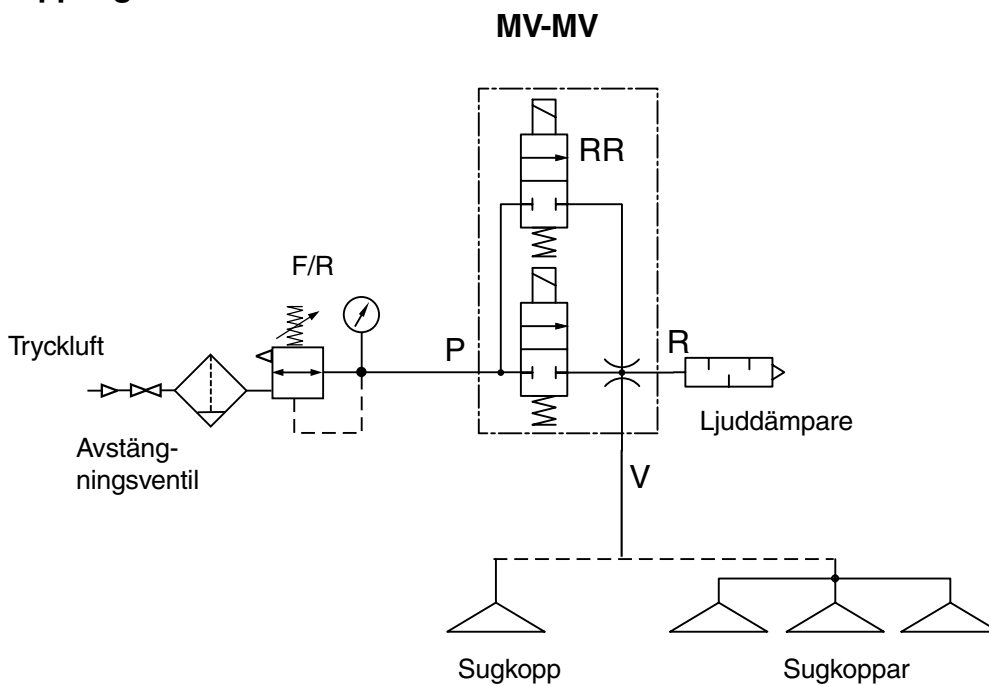 MV-MV
RR
F/R
Tryckluft
P
R
Ljuddämpare
Avstäng-
ningsventil
V
Sugkopp
Sugkoppar